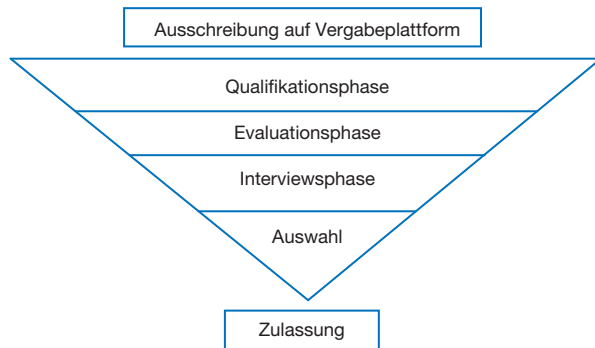 Ausschreibung auf Vergabeplattform
Qualifikationsphase
Evaluationsphase
Interviewsphase
Auswahl
Zulassung